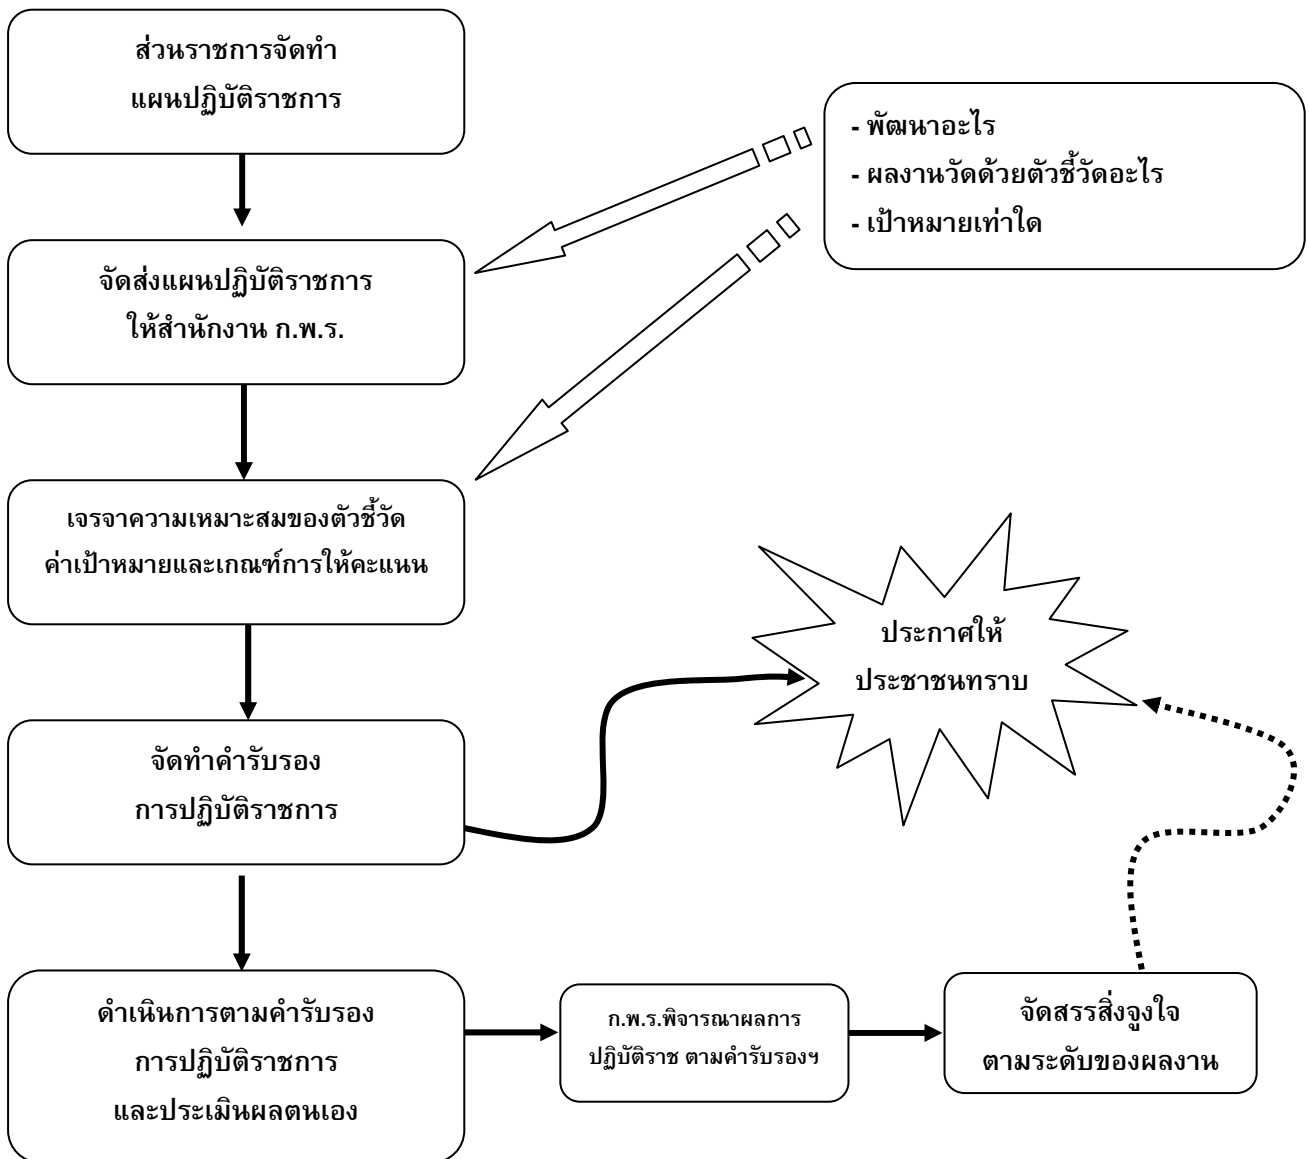 ส่วนราชการจัดทำ
แผนปฏิบัติราชการ
- พัฒนาอะไร
- ผลงานวัดด้วยตัวชี้วัดอะไร
- เป้าหมายเท่าใด
จัดส่งแผนปฏิบัติราชการ
ให้สำนักงาน ก.พ.ร.
เจรจาความเหมาะสมของตัวชี้วัด
ค่าเป้าหมายและเกณฑ์การให้คะแนน
ประกาศให้
ประชาชนทราบ
จัดทำคำรับรอง
การปฏิบัติราชการ
ดำเนินการตามคำรับรอง
การปฏิบัติราชการ
และประเมินผลตนเอง
ก.พ.ร.พิจารณาผลการ
ปฏิบัติราช ตามคำรับรองฯ
จัดสรรสิ่งจูงใจ
ตามระดับของผลงาน